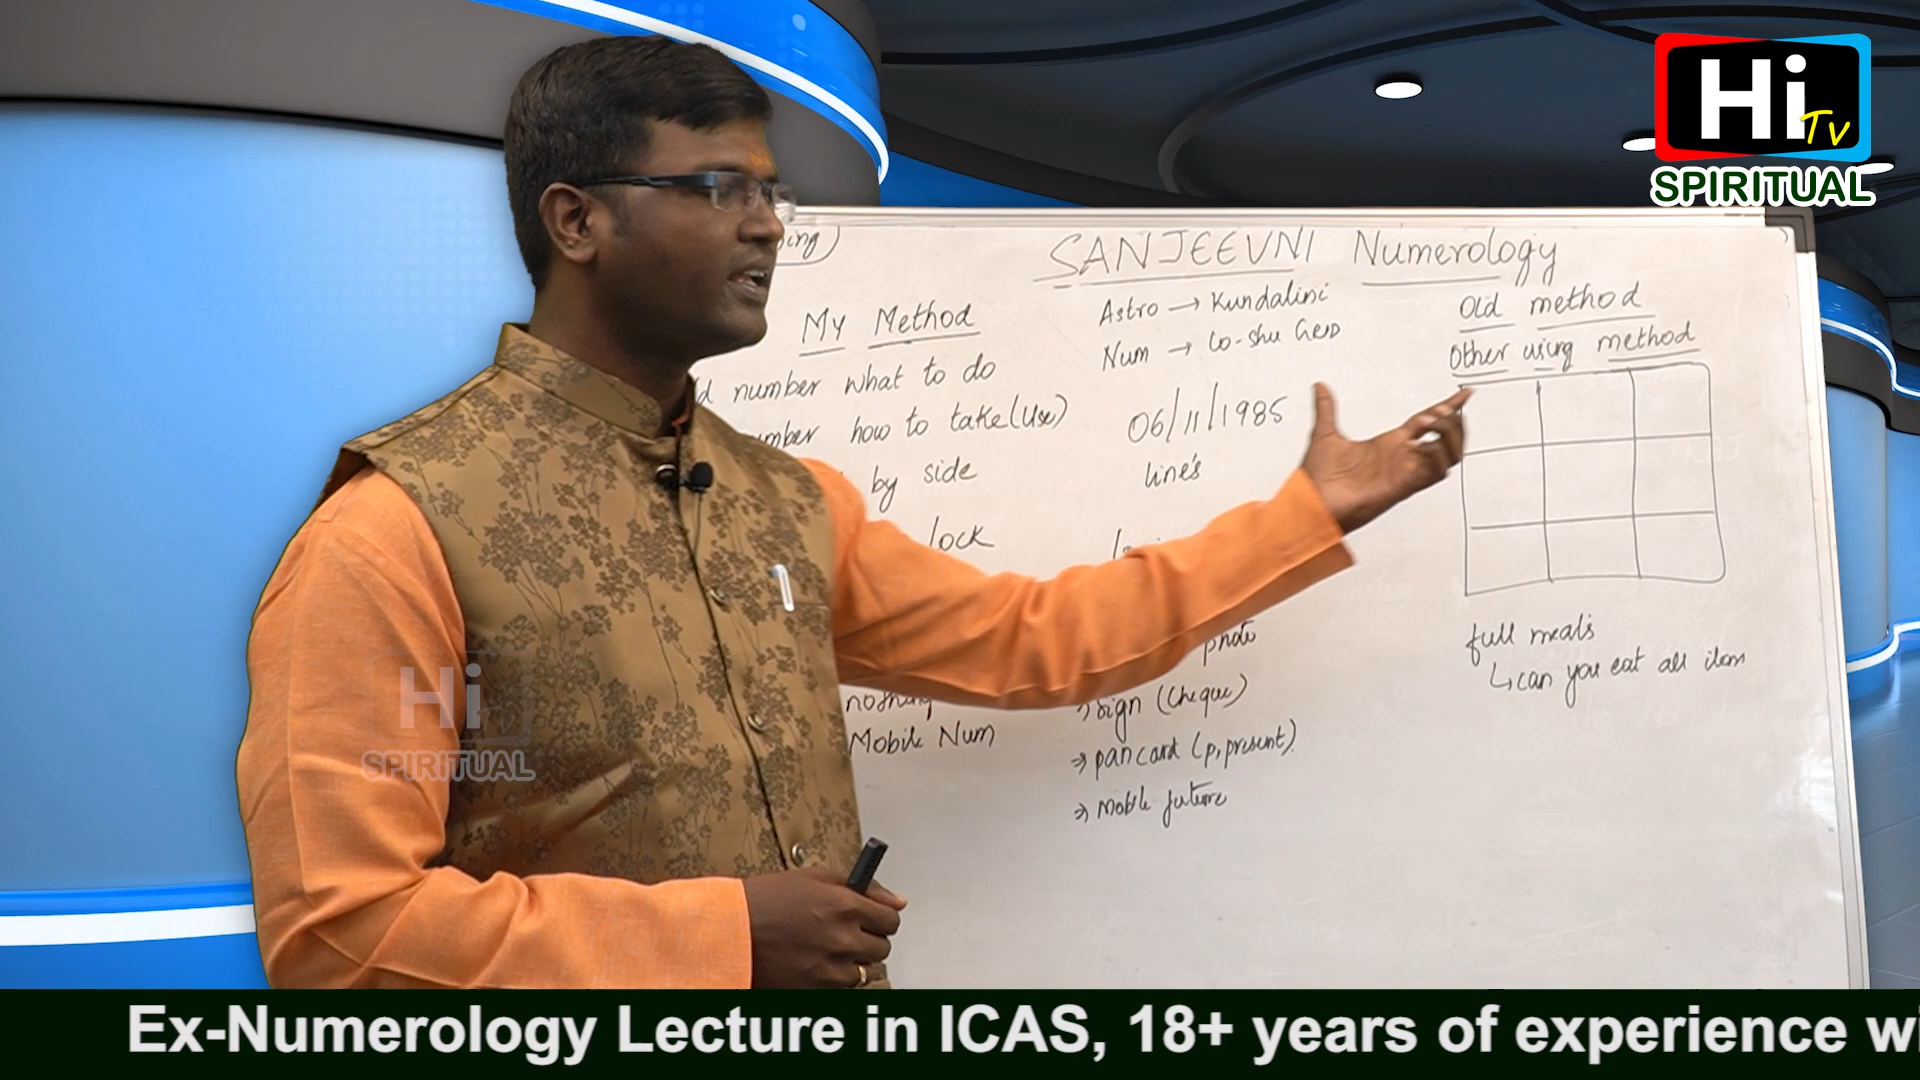 Hi
Tv
SPIRITUAL
SANJEEVNI Numerology
My Method
number what to do
how to take (Use)
by side
lock
Mobile Num
Astro → Kundalini
Num → Lo-shu Grid
06/11/1985
line's
photo
→ sign (cheque)
→ pancard (p, present)
→ Mobile future
Old method
Other using method
full meals
↳ can you eat all item
Hi
SPIRITUAL
Ex-Numerology Lecture in ICAS, 18+ years of experience wi